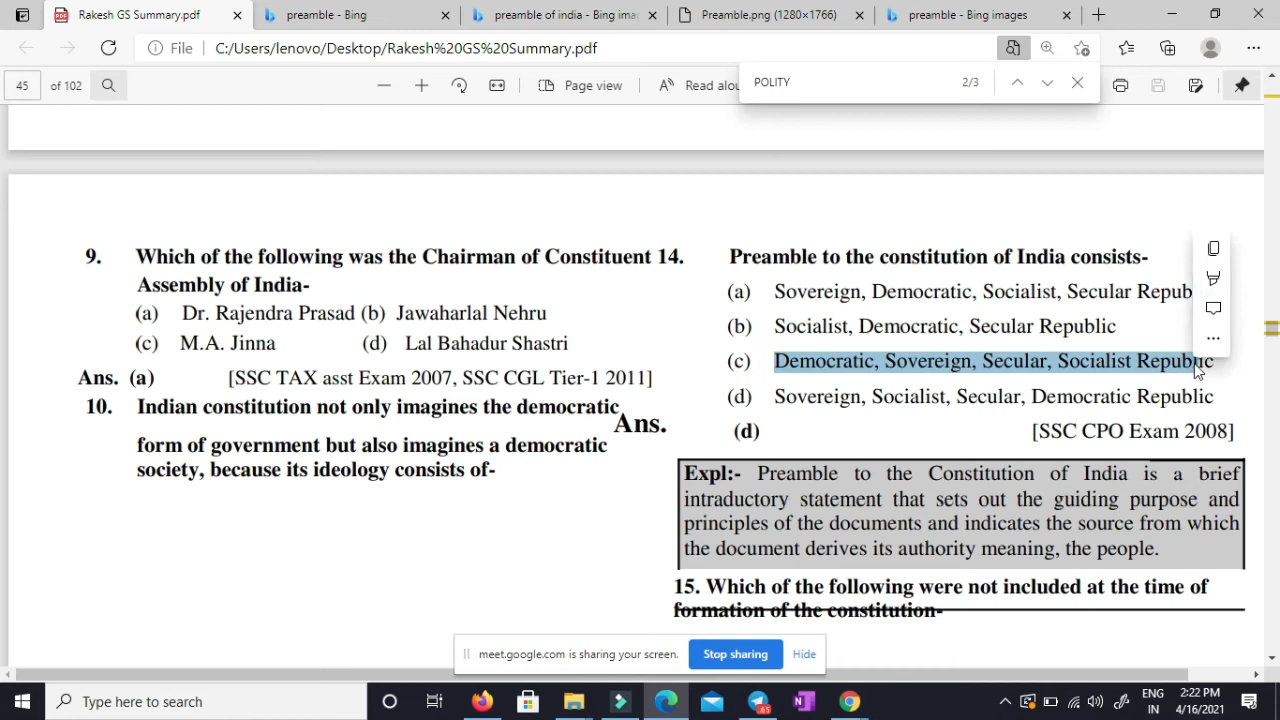 Rakesh GS Summary.pdf
preamble - Bing
preamble of india - Bing imag
Preamble.png (1280×1766)
preamble - Bing images
File C:/Users/lenovo/Desktop/Rakesh%20GS%20Summary.pdf
45 of 102
Page view
Read alou
POLITY 2/3
9. Which of the following was the Chairman of Constituent
Assembly of India-
(a) Dr. Rajendra Prasad (b) Jawaharlal Nehru
(c) M.A. Jinna (d) Lal Bahadur Shastri
Ans. (a) [SSC TAX asst Exam 2007, SSC CGL Tier-1 2011]
10. Indian constitution not only imagines the democratic
form of government but also imagines a democratic
society, because its ideology consists of-
14. Preamble to the constitution of India consists-
(a) Sovereign, Democratic, Socialist, Secular Repub
(b) Socialist, Democratic, Secular Republic
(c) Democratic, Sovereign, Secular, Socialist Republic
(d) Sovereign, Socialist, Secular, Democratic Republic
Ans. (d) [SSC CPO Exam 2008]
Expl:- Preamble to the Constitution of India is a brief
intraductory statement that sets out the guiding purpose and
principles of the documents and indicates the source from which
the document derives its authority meaning, the people.
15. Which of the following were not included at the time of
formation of the constitution-
meet.google.com is sharing your screen. Stop sharing Hide
Type here to search
65
ENG
IN
2:22 PM
4/16/2021